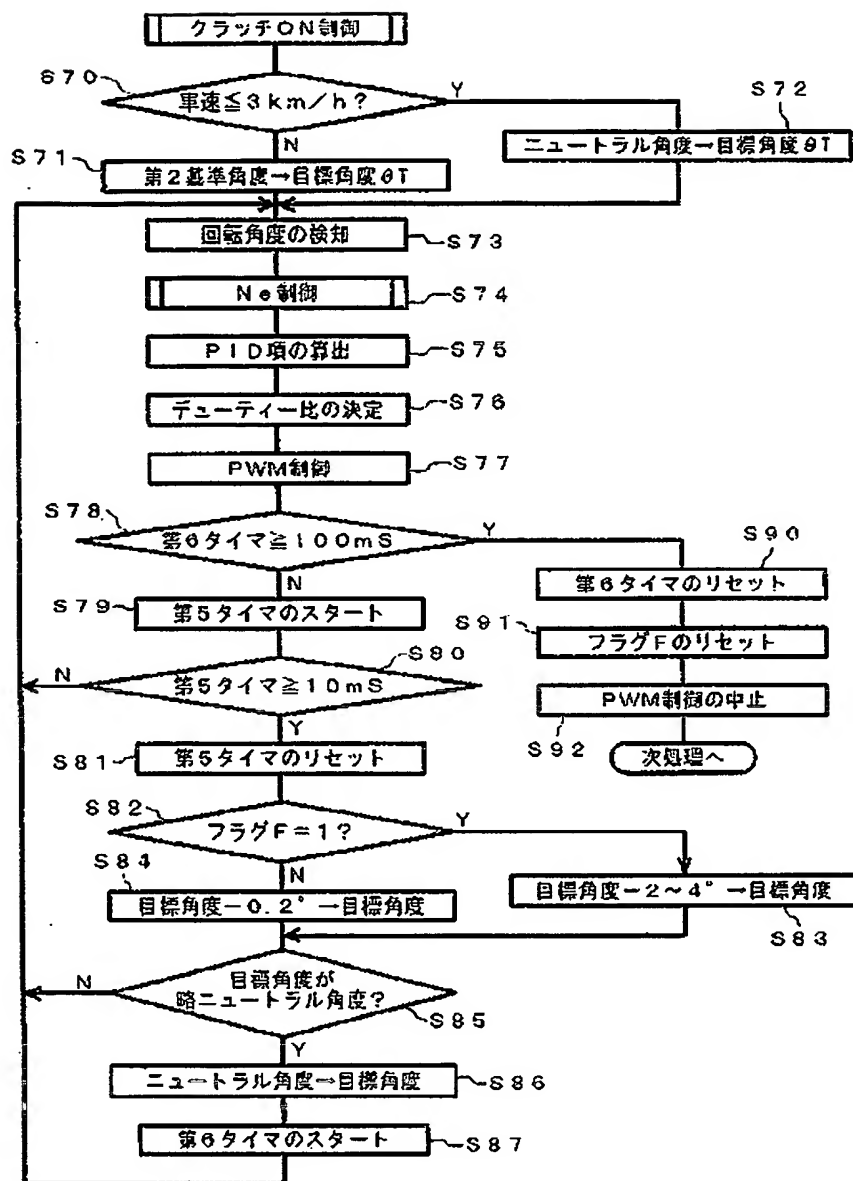 クラッチON制御
S70
車速≦3km/h?
Y
S72
N
ニュートラル角度→目標角度θT
S71
第2基準角度→目標角度θT
回転角度の検知
S73
Ne制御
S74
PID項の算出
S75
デューティー比の決定
S76
PWM制御
S77
S78
第6タイマ≧100mS
Y
S90
N
第6タイマのリセット
S79
第5タイマのスタート
S91
フラグFのリセット
S80
N
第5タイマ≧10mS
PWM制御の中止
Y
S92
S81
第5タイマのリセット
次処理へ
S82
フラグF=1?
Y
S84
N
目標角度-0.2°→目標角度
目標角度-2~4°→目標角度
S83
N
目標角度が
略ニュートラル角度?
S85
Y
ニュートラル角度→目標角度
S86
第6タイマのスタート
S87